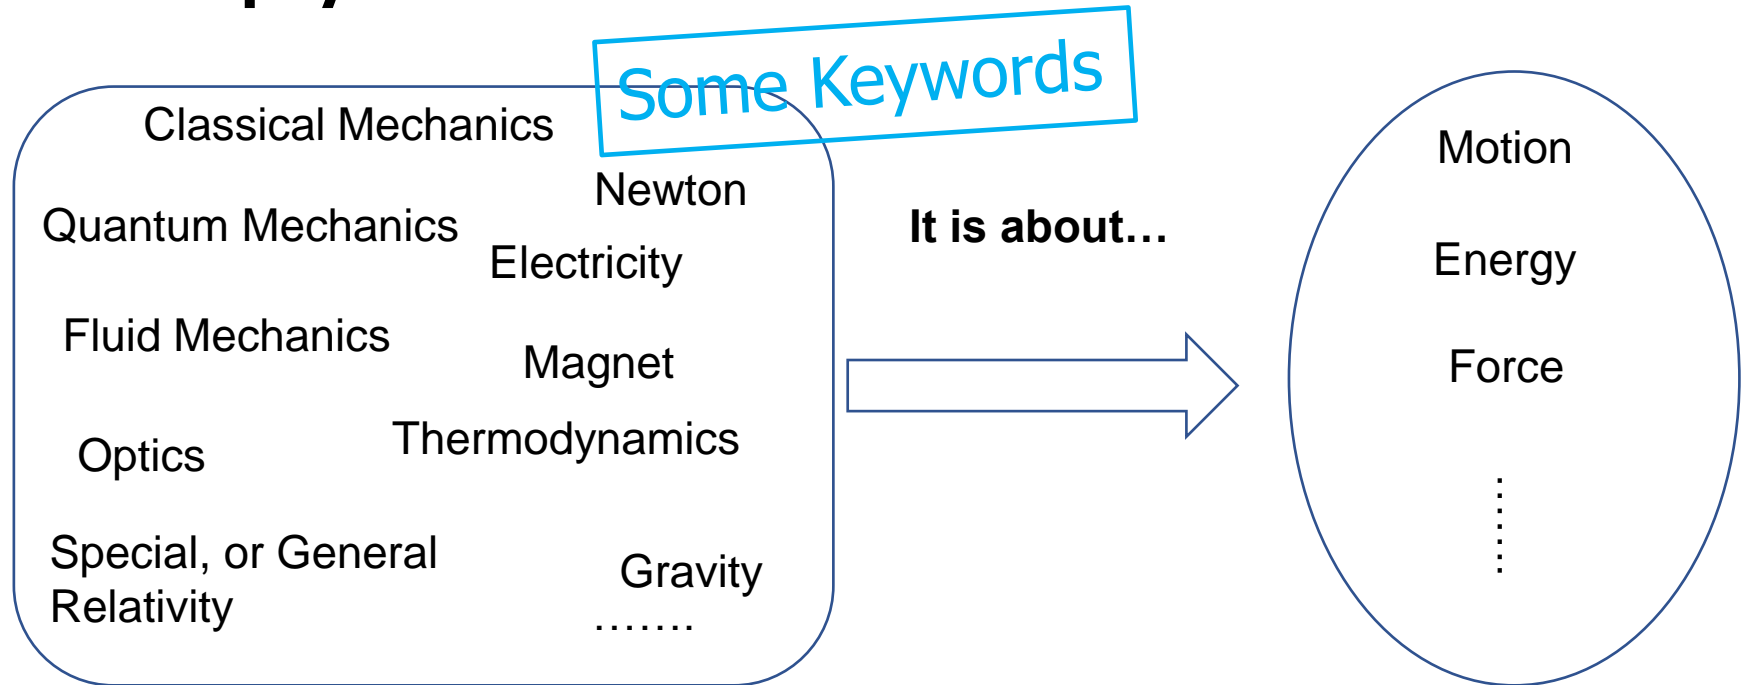 Some Keywords
Classical Mechanics
Newton
Quantum Mechanics
Electricity
Fluid Mechanics
Magnet
Thermodynamics
Optics
Special, or General
Relativity
Gravity
…….
It is about…
Motion
Energy
Force
…….